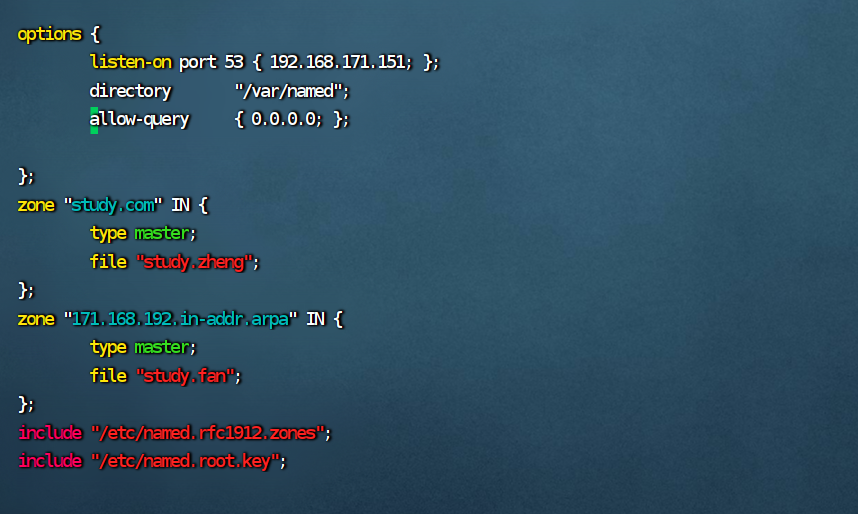 options {
        listen-on port 53 { 192.168.171.151; };
        directory       "/var/named";
        allow-query     { 0.0.0.0; };
};
zone "study.com" IN {
        type master;
        file "study.zheng";
};
zone "171.168.192.in-addr.arpa" IN {
        type master;
        file "study.fan";
};
include "/etc/named.rfc1912.zones";
include "/etc/named.root.key";